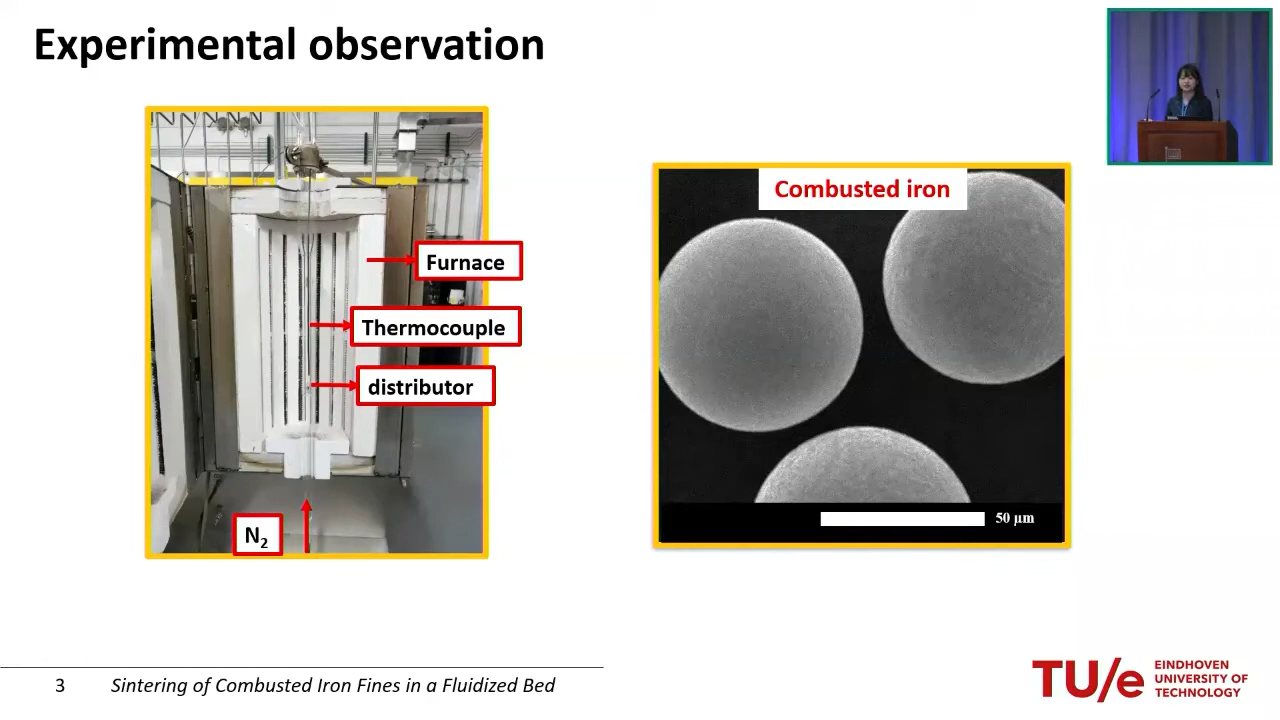 Experimental observation
Combusted iron
Furnace
Thermocouple
distributor
N₂
50 µm
3 Sintering of Combusted Iron Fines in a Fluidized Bed
TU/e EINDHOVEN
UNIVERSITY OF
TECHNOLOGY